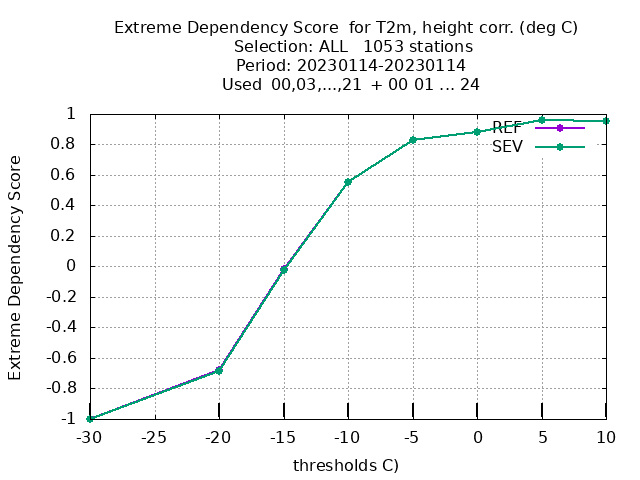 Extreme Dependency Score  for T2m, height corr. (deg C)
Selection: ALL   1053 stations
Period: 20230114-20230114
Used  00,03,...,21  + 00 01 ... 24
REF
SEV
Extreme Dependency Score
1
0.8
0.6
0.4
0.2
0
-0.2
-0.4
-0.6
-0.8
-1
-30 -25 -20 -15 -10 -5 0 5 10
thresholds C)